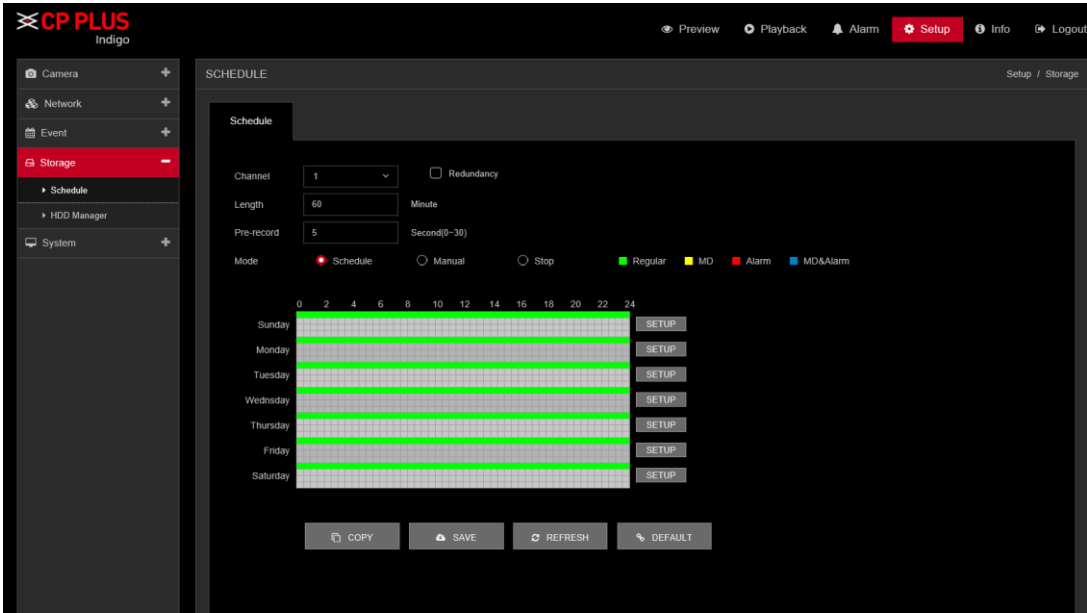 CP PLUS
Indigo
Preview Playback Alarm Setup Info Logout
Camera
Network
Event
Storage
Schedule
HDD Manager
System
SCHEDULE Setup / Storage
Schedule
Channel 1 Redundancy
Length 60 Minute
Pre-record 5 Second(0~30)
Mode Schedule Manual Stop Regular MD Alarm MD&Alarm
0 2 4 6 8 10 12 14 16 18 20 22 24
Sunday SETUP
Monday SETUP
Tuesday SETUP
Wednsday SETUP
Thursday SETUP
Friday SETUP
Saturday SETUP
COPY SAVE REFRESH DEFAULT